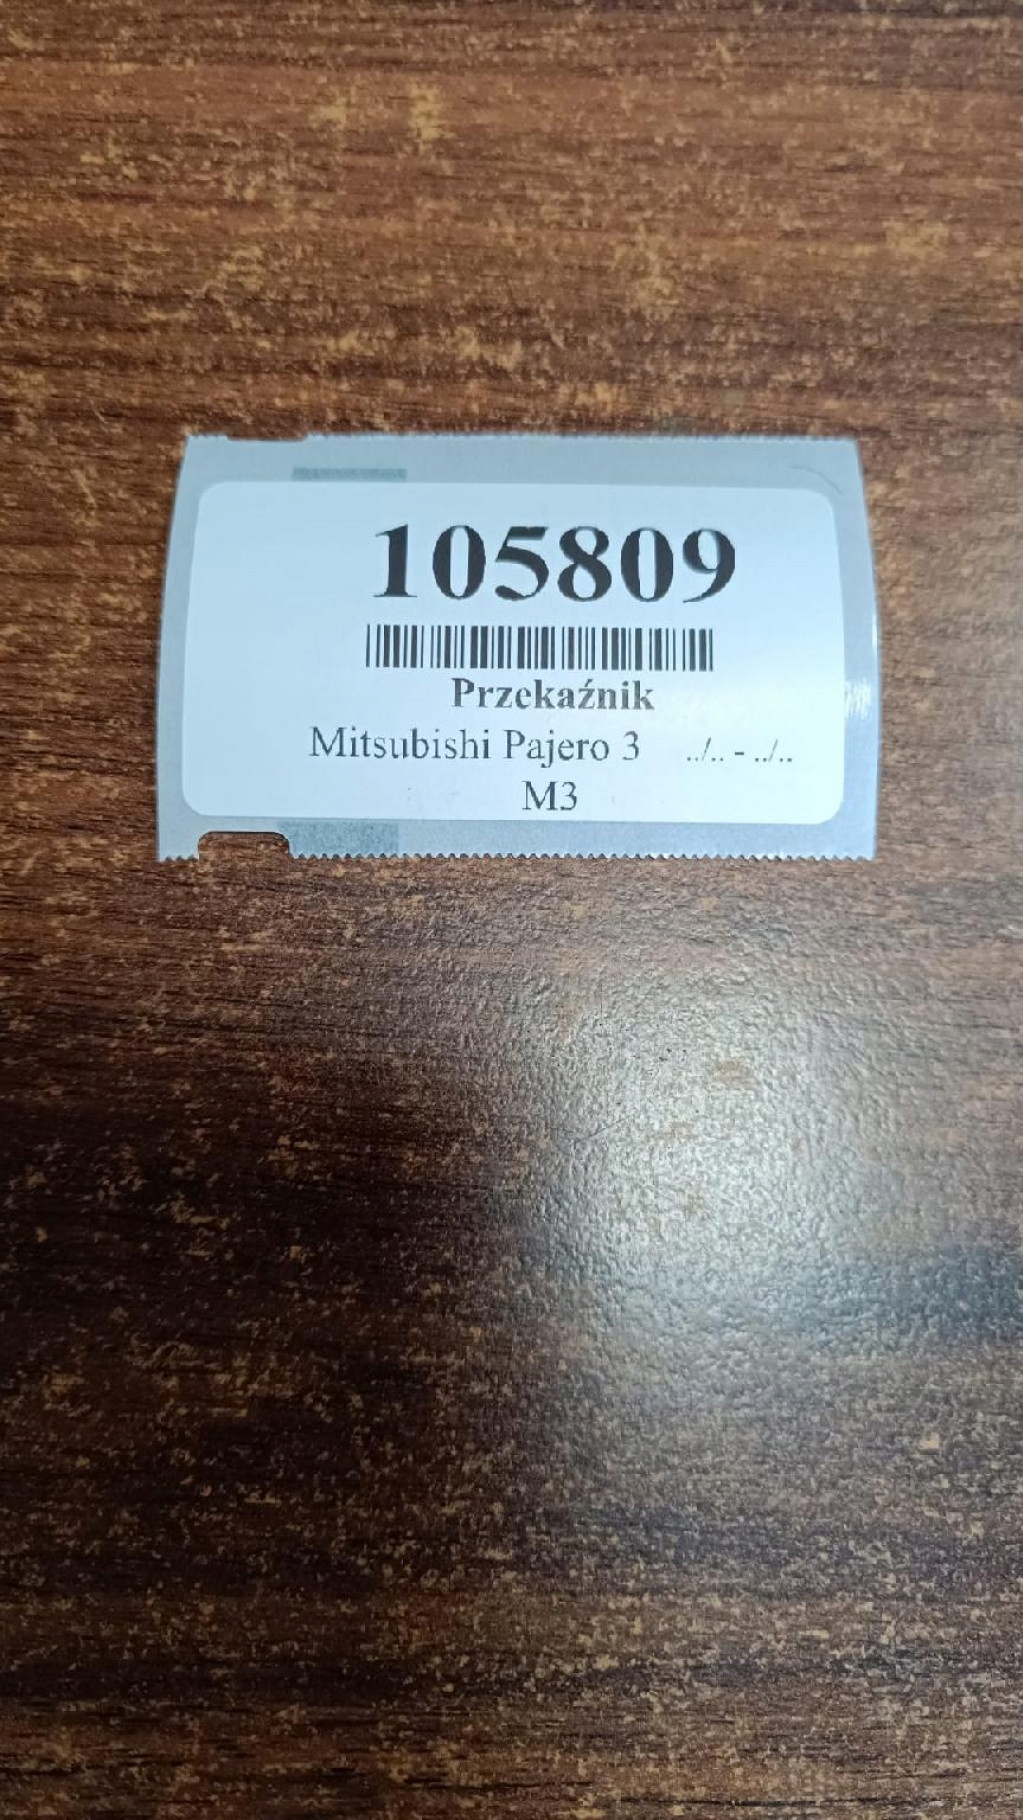 105809
Przekaźnik
Mitsubishi Pajero 3 ../.. - ../..
M3